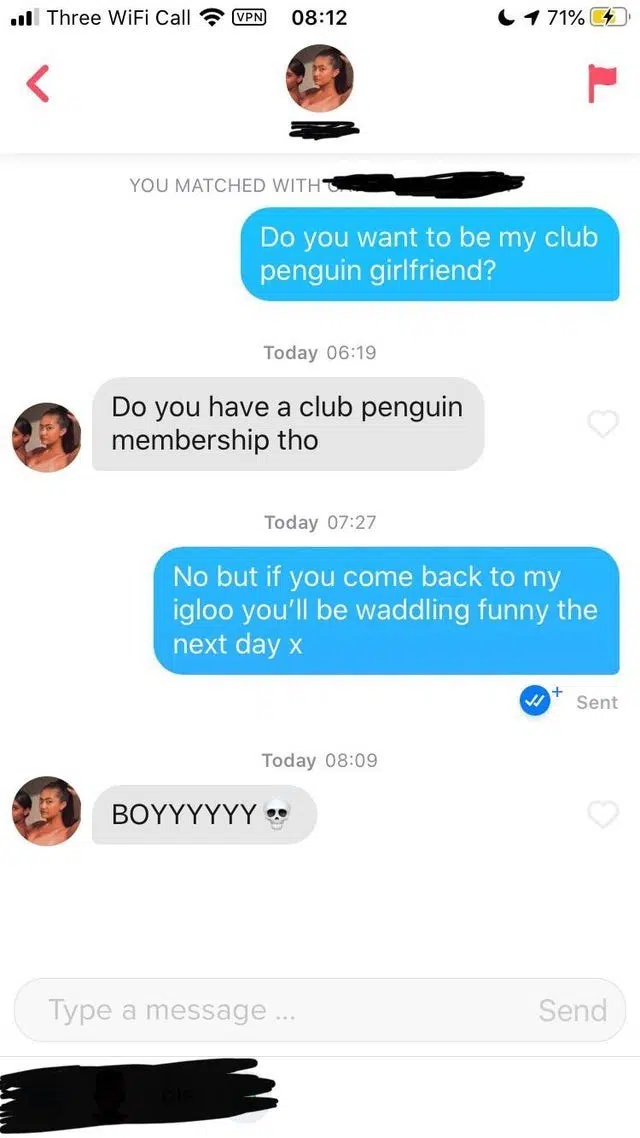 Three WiFi Call VPN 08:12 71%
YOU MATCHED WITH
Do you want to be my club
penguin girlfriend?
Today 06:19
Do you have a club penguin
membership tho
Today 07:27
No but if you come back to my
igloo you'll be waddling funny the
next day x
Sent
Today 08:09
BOYYYYYY💀
Type a message ...
Send